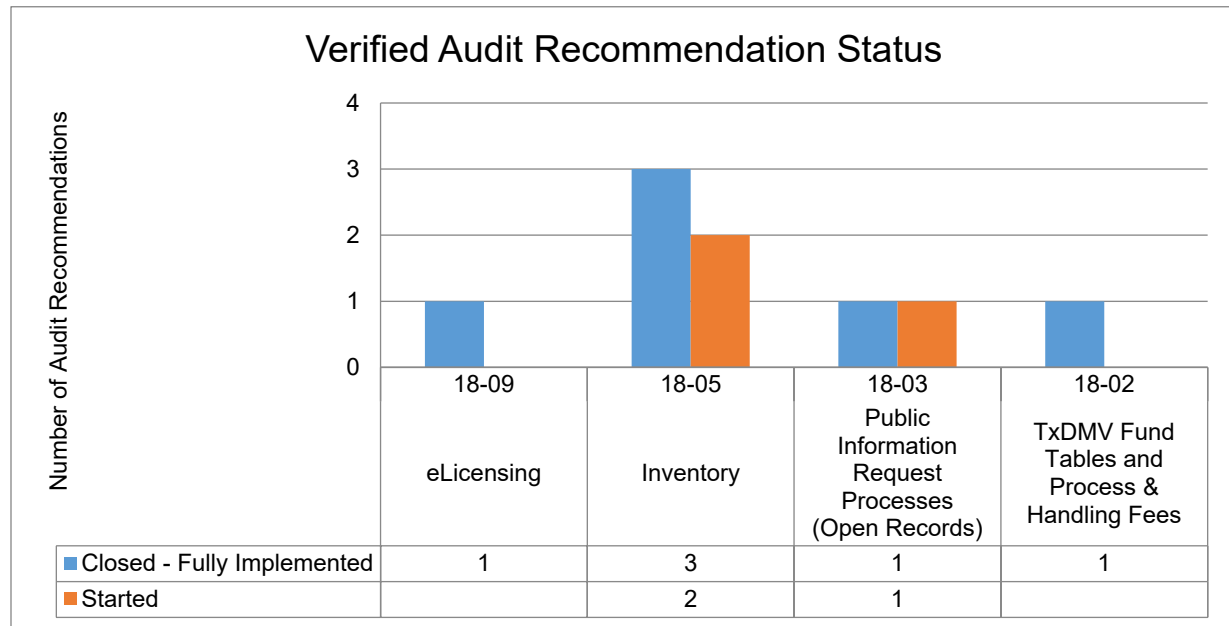 Verified Audit Recommendation Status
Number of Audit Recommendations
4
3
2
1
0
18-09 18-05 18-03 18-02
eLicensing
Inventory
Public
Information
Request
Processes
(Open Records)
TxDMV Fund
Tables and
Process &
Handling Fees
Closed - Fully Implemented 1 3 1 1
Started 2 1